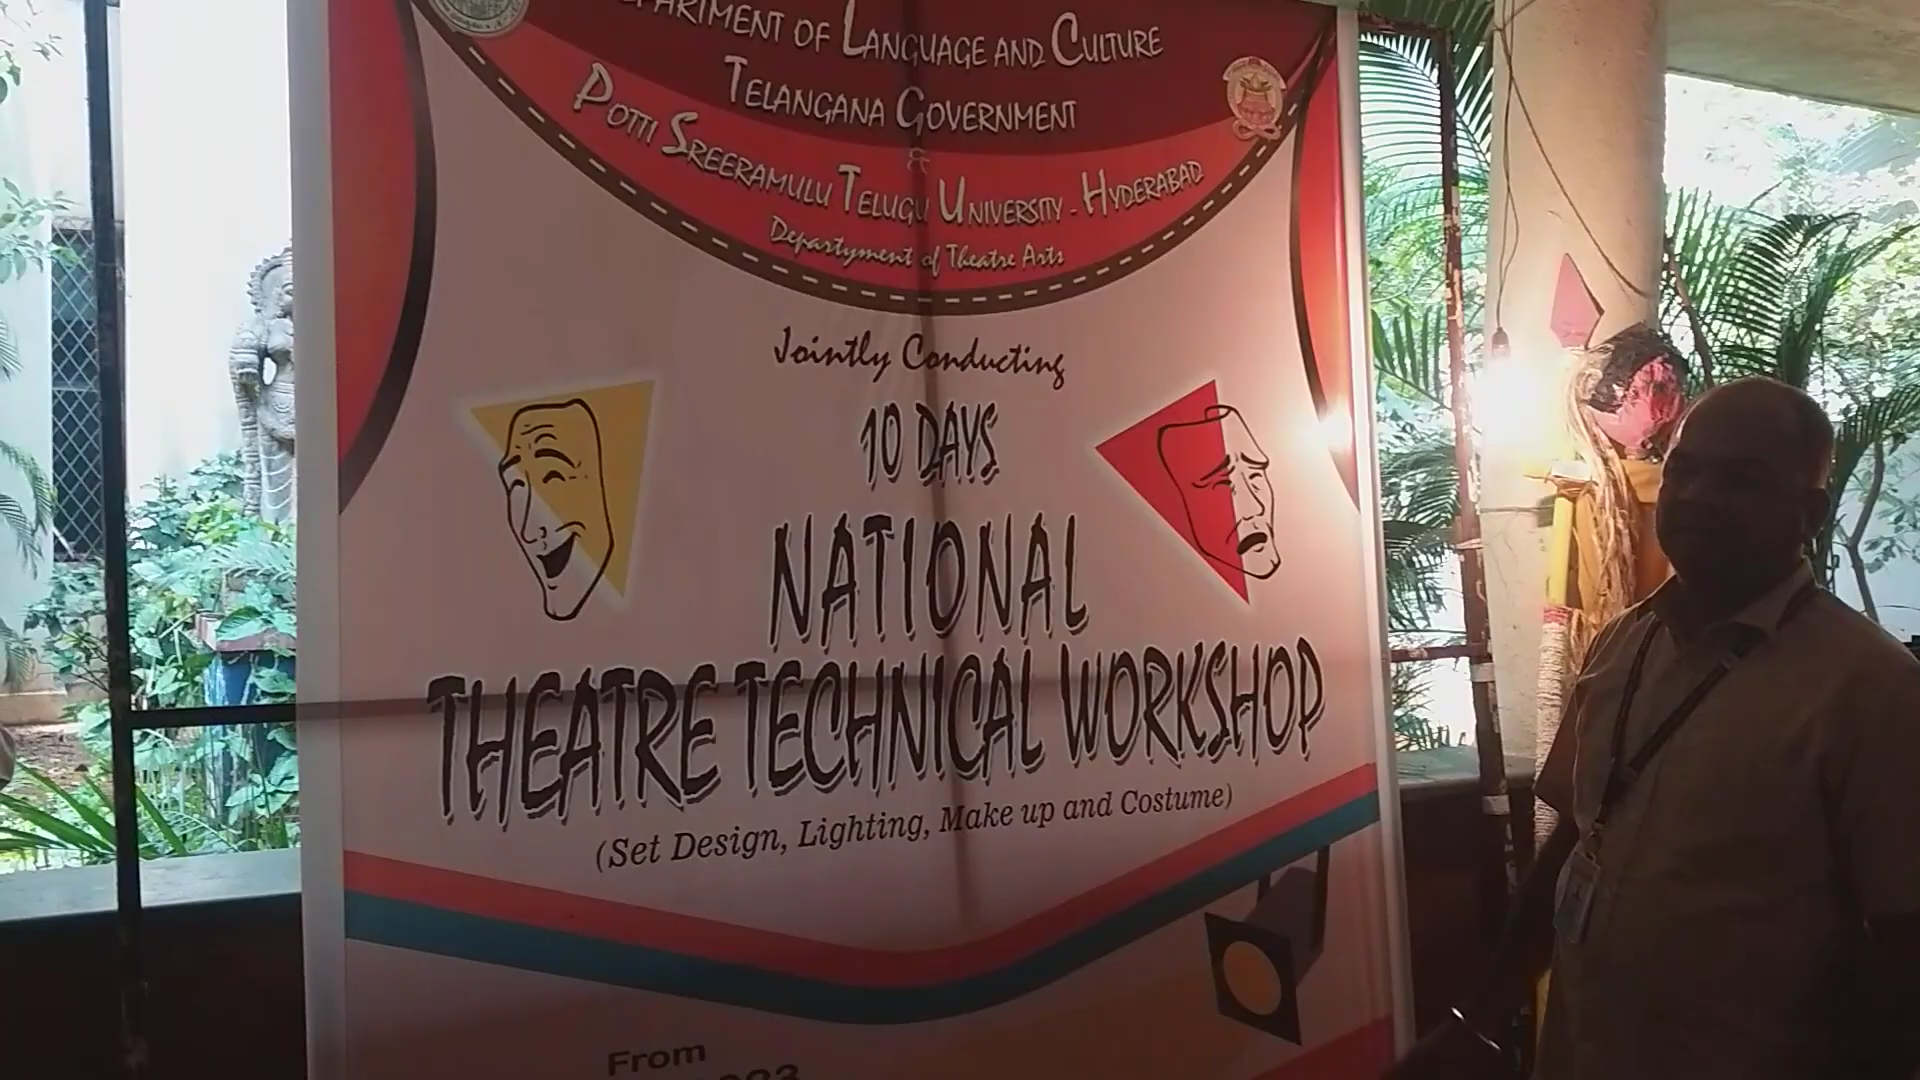 DEPARTMENT OF LANGUAGE AND CULTURE
TELANGANA GOVERNMENT
&
POTTI SREERAMULU TELUGU UNIVERSITY - HYDERABAD
Departyment of Theatre Arts
Jointly Conducting
10 DAYS
NATIONAL
THEATRE TECHNICAL WORKSHOP
(Set Design, Lighting, Make up and Costume)
From